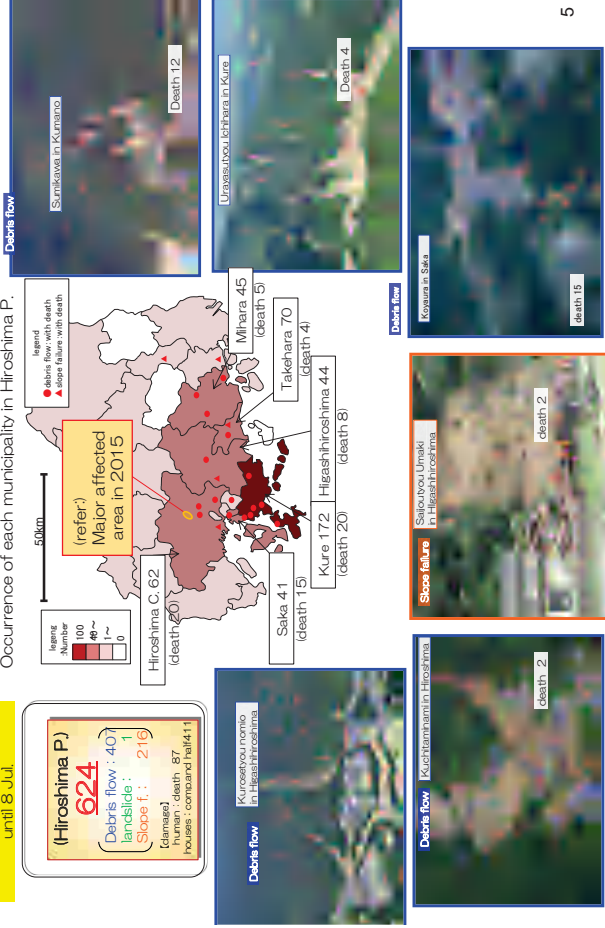 until 8 Jul.
Occurrence of each municipality in Hiroshima P.
(Hiroshima P.)
624
Debris flow : 407
landslide : 1
Slope f. : 216
[damage]
human : death 87
houses : comp.and half411
legeng
:Number
100
40～
1～
0
50km
(refer:)
Major affected
area in 2015
legend
debris flow : with death
slope failure : with death
Hiroshima C. 62
(death 20)
Saka 41
(death 15)
Kure 172
(death 20)
Higashihiroshima 44
(death 8)
Takehara 70
(death 4)
Mihara 45
(death 5)
Debris flow
Sumikawa in Kumano
Death 12
Urayasutyou Ichihara in Kure
Death 4
Debris flow
Kurosetyou nomio
in Higashihiroshima
Debris flow
Kuchitaminami in Hiroshima
death 2
Slope failure
Saijoutyou Umaki
in Higashihiroshima
death 2
Debris flow
Koyaura in Saka
death 15
5